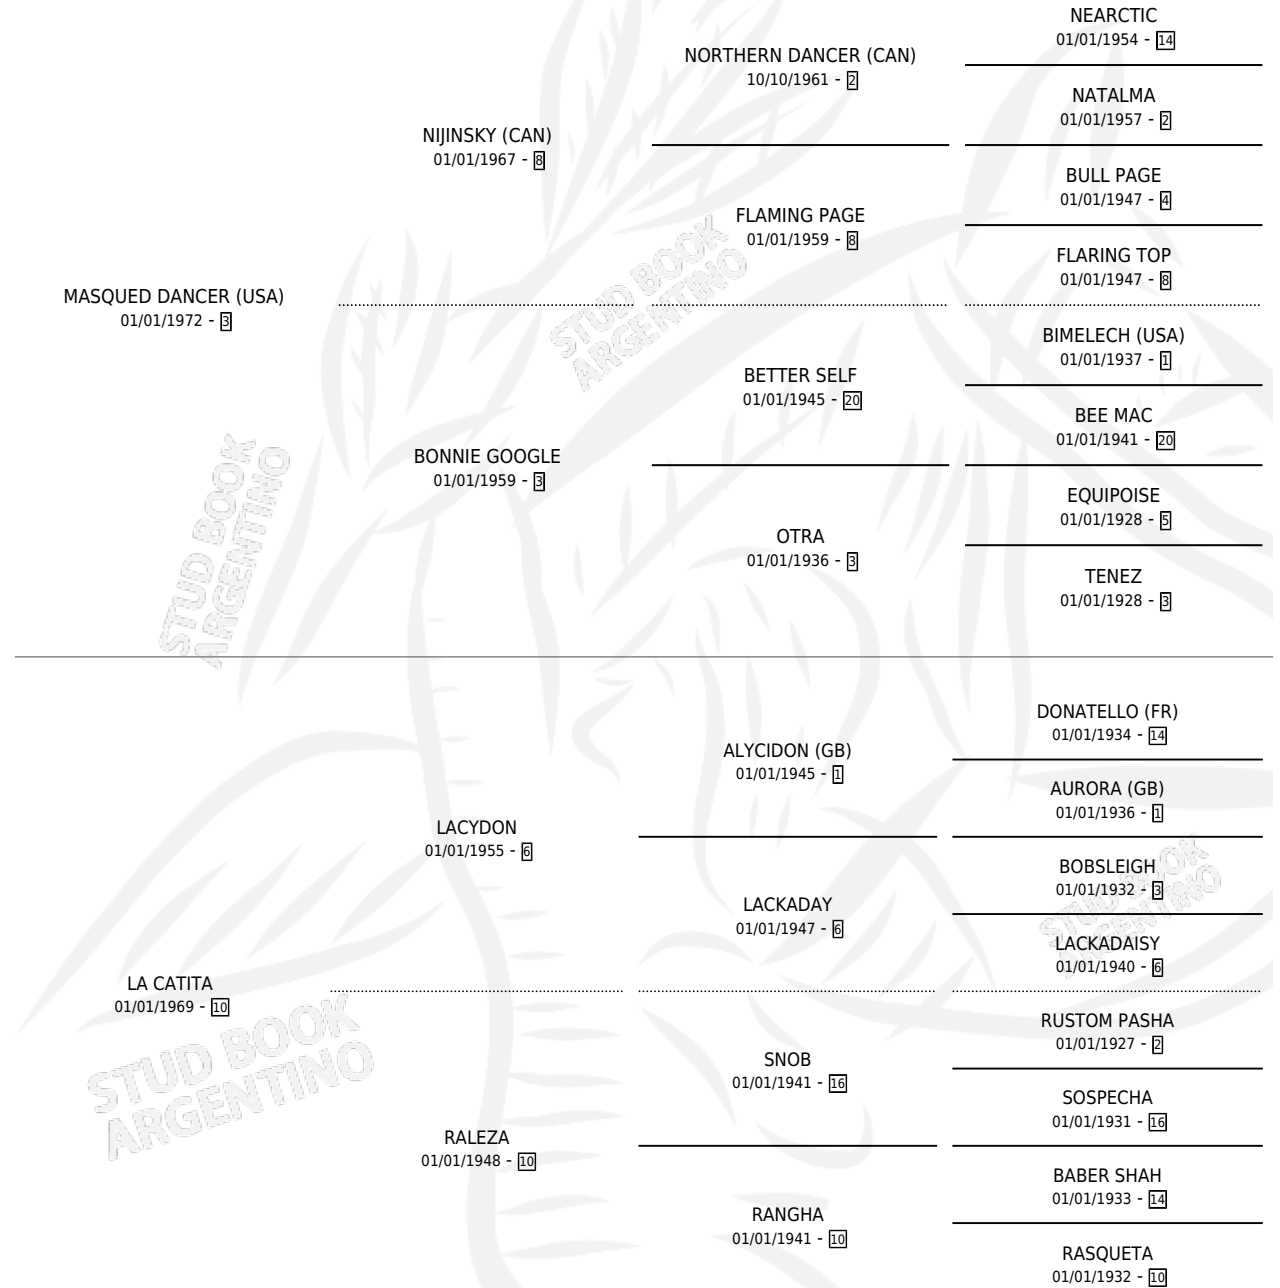 NEARCTIC
01/01/1954 - 14
NORTHERN DANCER (CAN)
10/10/1961 - 2
NATALMA
01/01/1957 - 2
NIJINSKY (CAN)
01/01/1967 - 8
BULL PAGE
01/01/1947 - 4
FLAMING PAGE
01/01/1959 - 8
FLARING TOP
01/01/1947 - 8
MASQUED DANCER (USA)
01/01/1972 - 3
BIMELECH (USA)
01/01/1937 - 1
BETTER SELF
01/01/1945 - 20
BEE MAC
01/01/1941 - 20
BONNIE GOOGLE
01/01/1959 - 3
EQUIPOISE
01/01/1928 - 5
OTRA
01/01/1936 - 3
TENEZ
01/01/1928 - 3
DONATELLO (FR)
01/01/1934 - 14
ALYCIDON (GB)
01/01/1945 - 1
AURORA (GB)
01/01/1936 - 1
LACYDON
01/01/1955 - 6
BOBSLEIGH
01/01/1932 - 3
LACKADAY
01/01/1947 - 6
LACKADAISY
01/01/1940 - 6
LA CATITA
01/01/1969 - 10
RUSTOM PASHA
01/01/1927 - 2
SNOB
01/01/1941 - 16
SOSPECHA
01/01/1931 - 16
RALEZA
01/01/1948 - 10
BABER SHAH
01/01/1933 - 14
RANGHA
01/01/1941 - 10
RASQUETA
01/01/1932 - 10
STUD BOOK
ARGENTINO
STUD BOOK
ARGENTINO
STUD BOOK
ARGENTINO
STUD BOOK
ARGENTINO